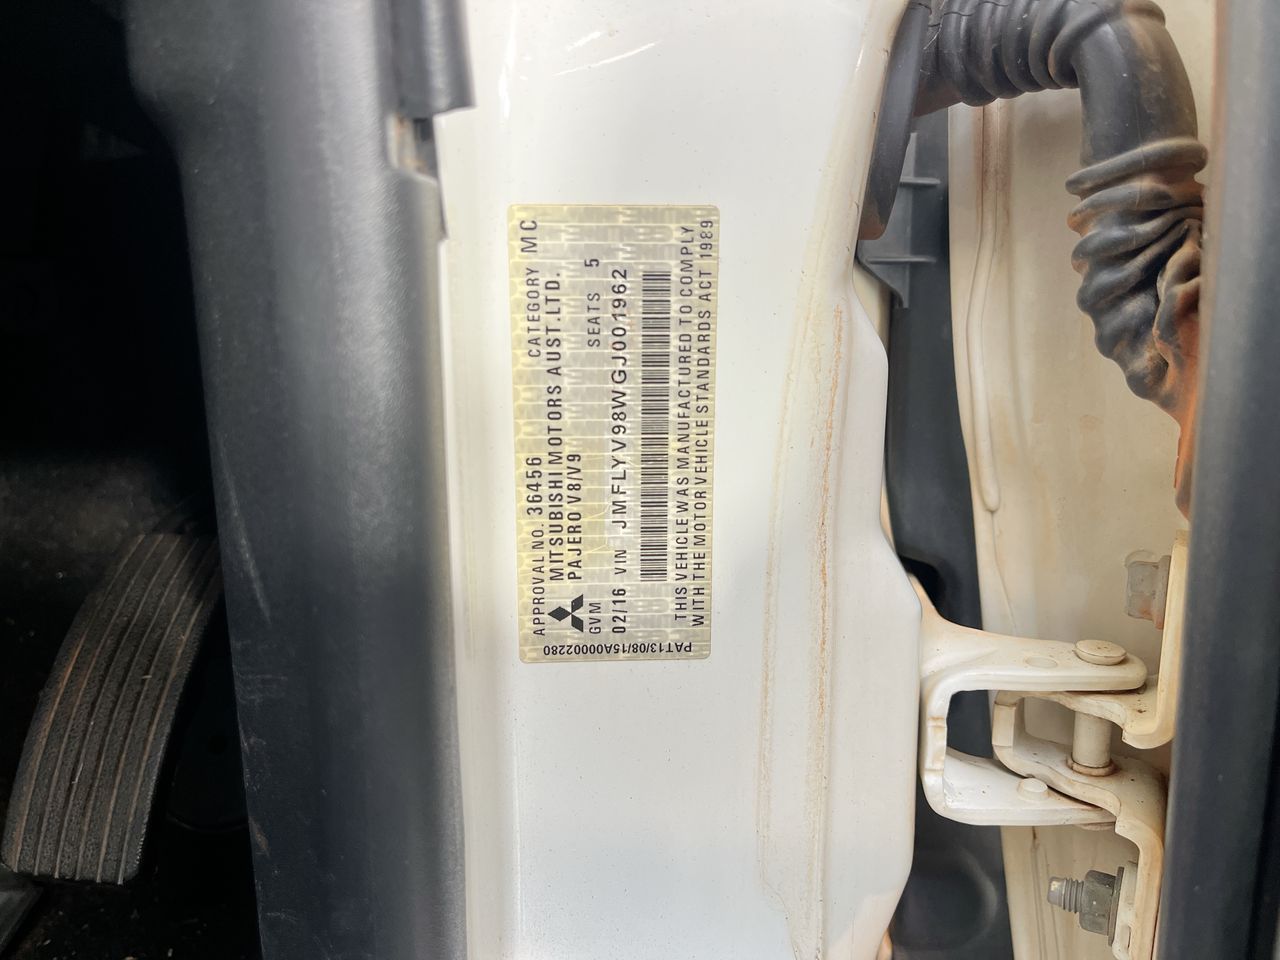 APPROVAL NO. 36456 CATEGORY MC
MITSUBISHI MOTORS AUST.LTD.
PAJERO V8/V9
GVM SEATS 5
02/16 VIN JMFLYV98WGJ001962
THIS VEHICLE WAS MANUFACTURED TO COMPLY
WITH THE MOTOR VEHICLE STANDARDS ACT 1989
PAT13/08/15A000002280